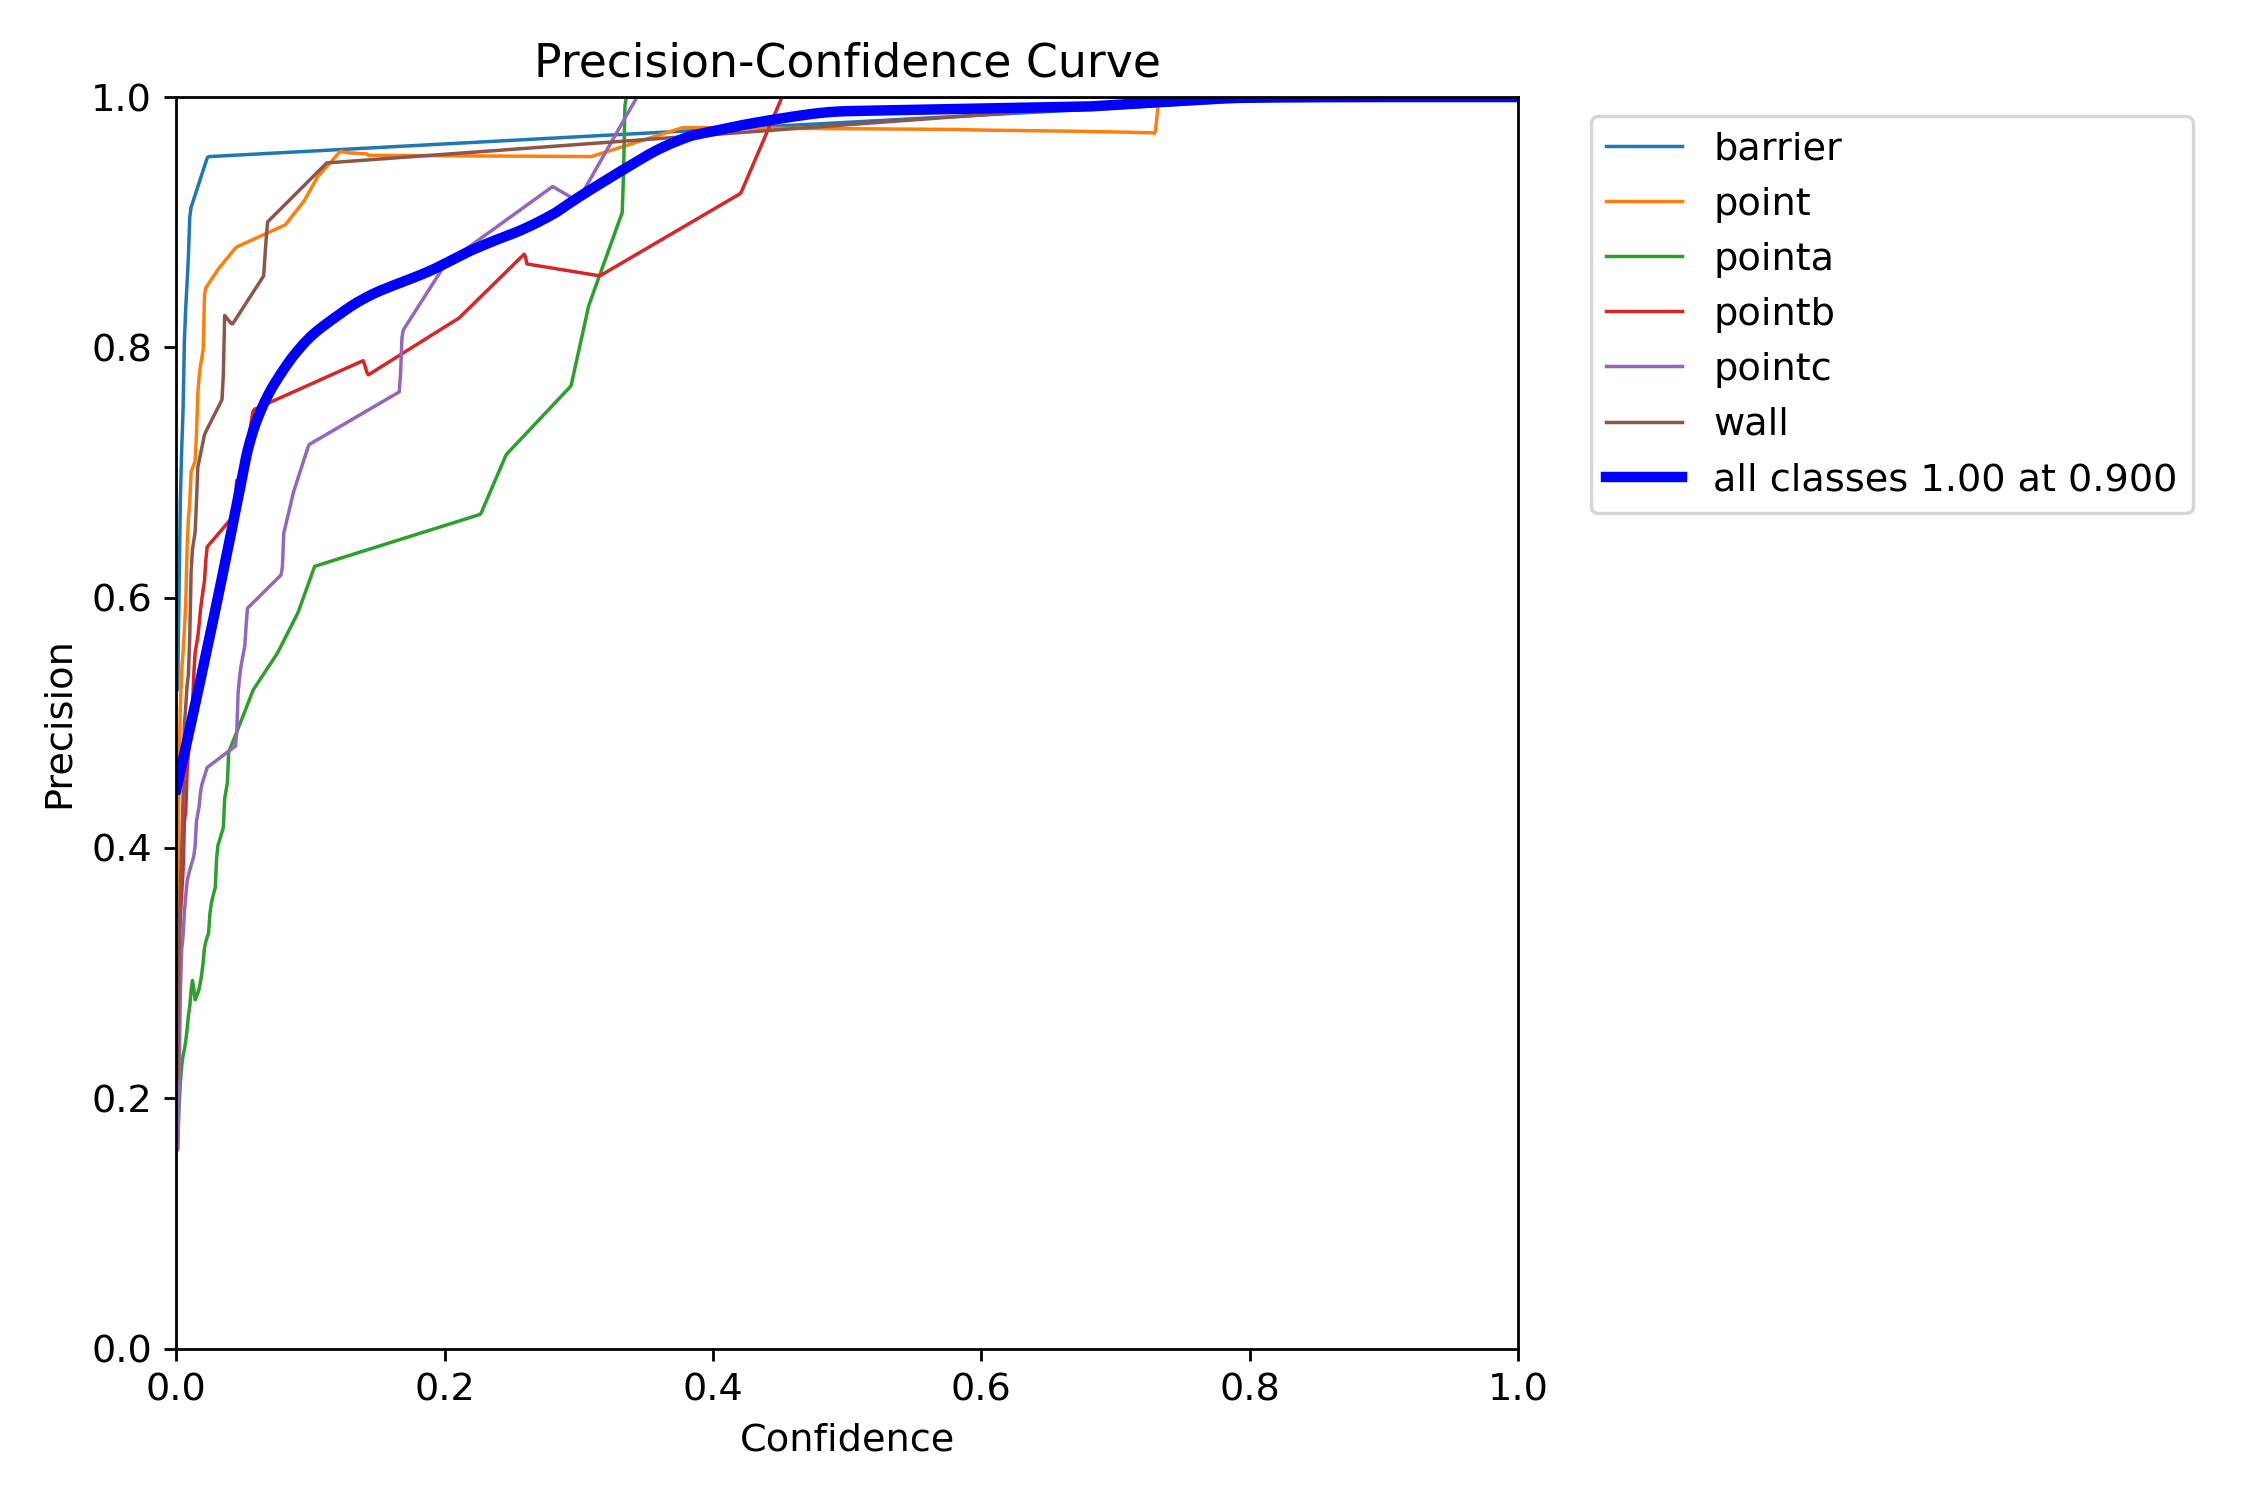 Precision-Confidence Curve
1.0
0.8
0.6
0.4
0.2
0.0
Precision
0.0 0.2 0.4 0.6 0.8 1.0
Confidence
barrier
point
pointa
pointb
pointc
wall
all classes 1.00 at 0.900